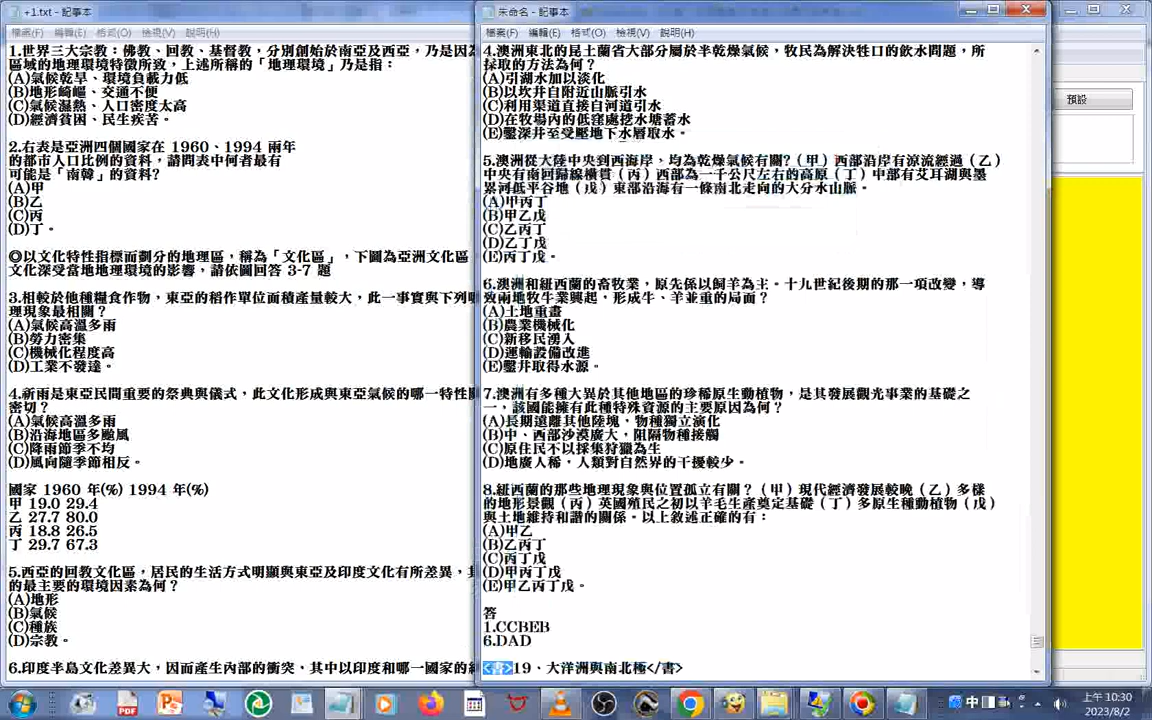 +1.txt - 記事本
檔案(F) 編輯(E) 格式(O) 檢視(V) 說明(H)
1.世界三大宗教：佛教、回教、基督教，分別創始於南亞及西亞，乃是因為
區域的地理環境特徵所致，上述所稱的「地理環境」乃是指：
(A)氣候乾旱、環境負載力低
(B)地形崎嶇、交通不便
(C)氣候濕熱、人口密度太高
(D)經濟貧困、民生疾苦。
2.右表是亞洲四個國家在 1960、1994 兩年
的都市人口比例的資料，請問表中何者最有
可能是「南韓」的資料?
(A)甲
(B)乙
(C)丙
(D)丁。
◎以文化特性指標而劃分的地理區，稱為「文化區」，下圖為亞洲文化區
文化深受當地地理環境的影響，請依圖回答 3-7 題
3.相較於他種糧食作物，東亞的稻作單位面積產量較大，此一事實與下列哪
理現象最相關？
(A)氣候高溫多雨
(B)勞力密集
(C)機械化程度高
(D)工業不發達。
4.祈雨是東亞民間重要的祭典與儀式，此文化形成與東亞氣候的哪一特性關
密切？
(A)氣候高溫多雨
(B)沿海地區多颱風
(C)降雨節季不均
(D)風向隨季節相反。
國家 1960 年(%) 1994 年(%)
甲 19.0 29.4
乙 27.7 80.0
丙 18.8 26.5
丁 29.7 67.3
5.西亞的回教文化區，居民的生活方式明顯與東亞及印度文化有所差異，其
的最主要的環境因素為何？
(A)地形
(B)氣候
(C)種族
(D)宗教。
6.印度半島文化差異大，因而產生內部的衝突，其中以印度和哪一國家的紛
未命名 - 記事本
檔案(F) 編輯(E) 格式(O) 檢視(V) 說明(H)
4.澳洲東北的昆士蘭省大部分屬於半乾燥氣候，牧民為解決牲口的飲水問題，所
採取的方法為何？
(A)引湖水加以淡化
(B)以坎井自附近山脈引水
(C)利用渠道直接自河道引水
(D)在牧場內的低窪處挖水塘蓄水
(E)鑿深井至受壓地下水層取水。
5.澳洲從大陸中央到西海岸，均為乾燥氣候有關?（甲）西部沿岸有涼流經過（乙）
中央有南回歸線橫貫（丙）西部為一千公尺左右的高原（丁）中部有艾耳湖與墨
累河低平谷地（戊）東部沿海有一條南北走向的大分水山脈。
(A)甲丙丁
(B)甲乙戊
(C)乙丙丁
(D)乙丁戊
(E)丙丁戊。
6.澳洲和紐西蘭的畜牧業，原先係以飼羊為主。十九世紀後期的那一項改變，導
致兩地牧牛業興起，形成牛、羊並重的局面？
(A)土地重畫
(B)農業機械化
(C)新移民湧入
(D)運輸設備改進
(E)鑿井取得水源。
7.澳洲有多種大異於其他地區的珍稀原生動植物，是其發展觀光事業的基礎之
一，該國能擁有此種特殊資源的主要原因為何？
(A)長期遠離其他陸塊，物種獨立演化
(B)中、西部沙漠廣大，阻隔物種接觸
(C)原住民不以採集狩獵為生
(D)地廣人稀，人類對自然界的干擾較少。
8.紐西蘭的那些地理現象與位置孤立有關？（甲）現代經濟發展較晚（乙）多樣
的地形景觀（丙）英國殖民之初以羊毛生產奠定基礎（丁）多原生種動植物（戊）
與土地維持和諧的關係。以上敘述正確的有：
(A)甲乙
(B)乙丙丁
(C)丙丁戊
(D)甲丙丁戊
(E)甲乙丙丁戊。
答
1.CCBEB
6.DAD
<書>19、大洋洲與南北極</書>
預設
中
上午 10:30
2023/8/2